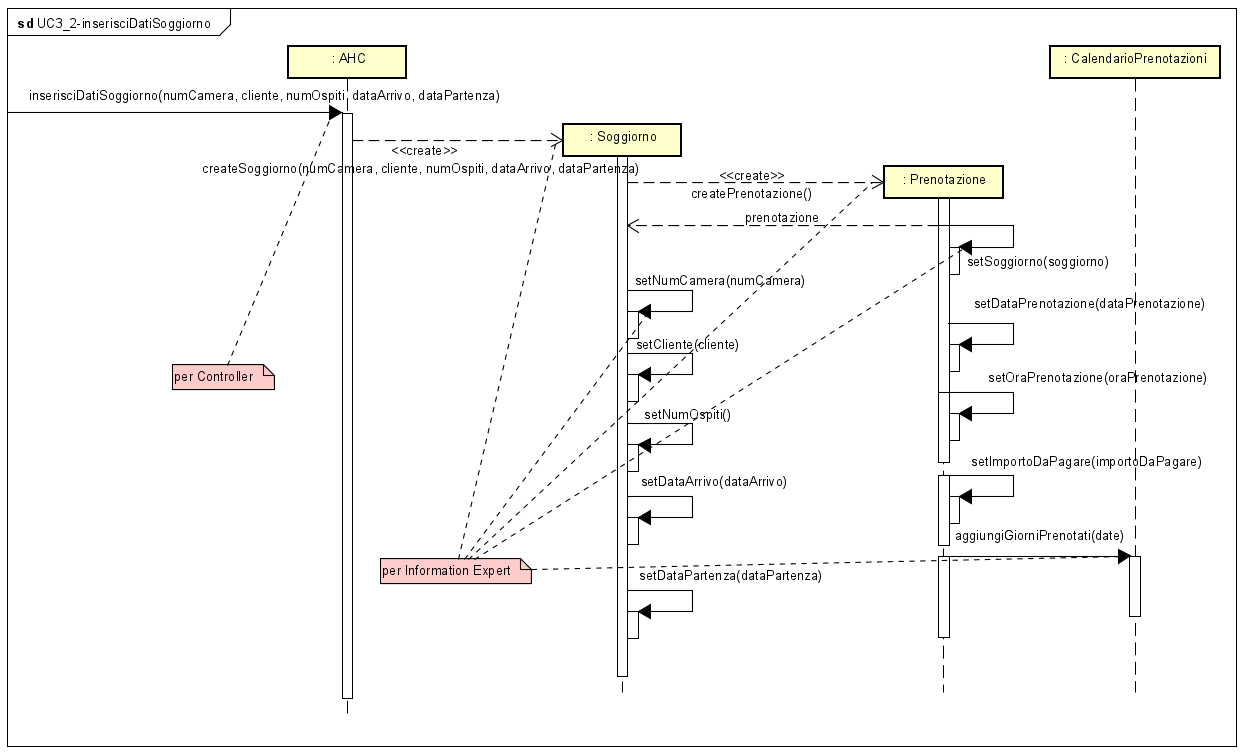 sd UC3_2-inserisciDatiSoggiorno
: AHC
: CalendarioPrenotazioni
inserisciDatiSoggiorno(numCamera, cliente, numOspiti, dataArrivo, dataPartenza)
: Soggiorno
<<create>>
createSoggiorno(numCamera, cliente, numOspiti, dataArrivo, dataPartenza)
<<create>>
: Prenotazione
createPrenotazione()
prenotazione
setSoggiorno(soggiorno)
setNumCamera(numCamera)
setDataPrenotazione(dataPrenotazione)
setCliente(cliente)
per Controller
setOraPrenotazione(oraPrenotazione)
setNumOspiti()
setImportoDaPagare(importoDaPagare)
setDataArrivo(dataArrivo)
aggiungiGiorniPrenotati(date)
per Information Expert
setDataPartenza(dataPartenza)